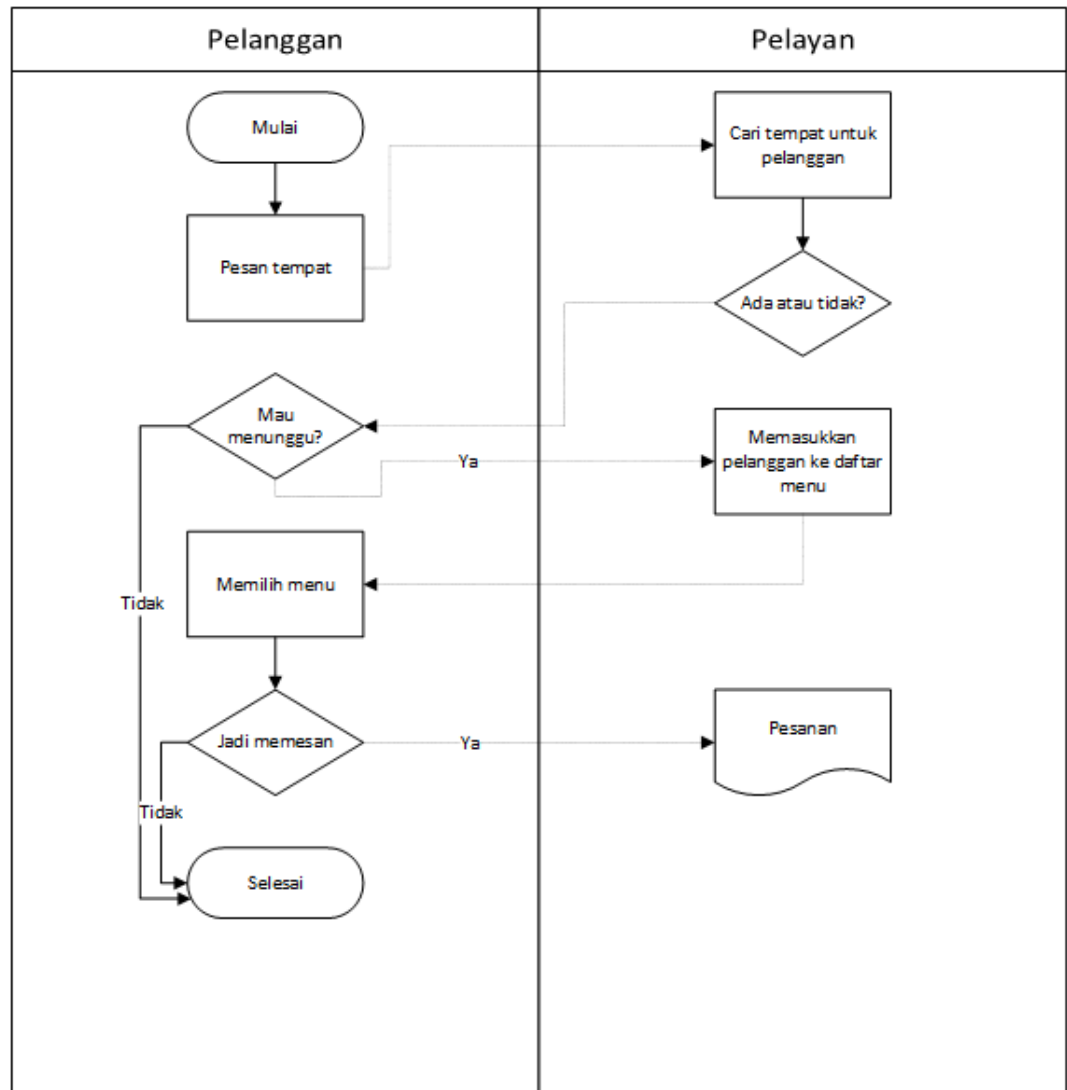 Pelanggan
Pelayan
Mulai
Cari tempat untuk
pelanggan
Pesan tempat
Ada atau tidak?
Mau
menunggu?
Ya
Memasukkan
pelanggan ke daftar
menu
Memilih menu
Tidak
Jadi memesan
Ya
Pesanan
Tidak
Selesai